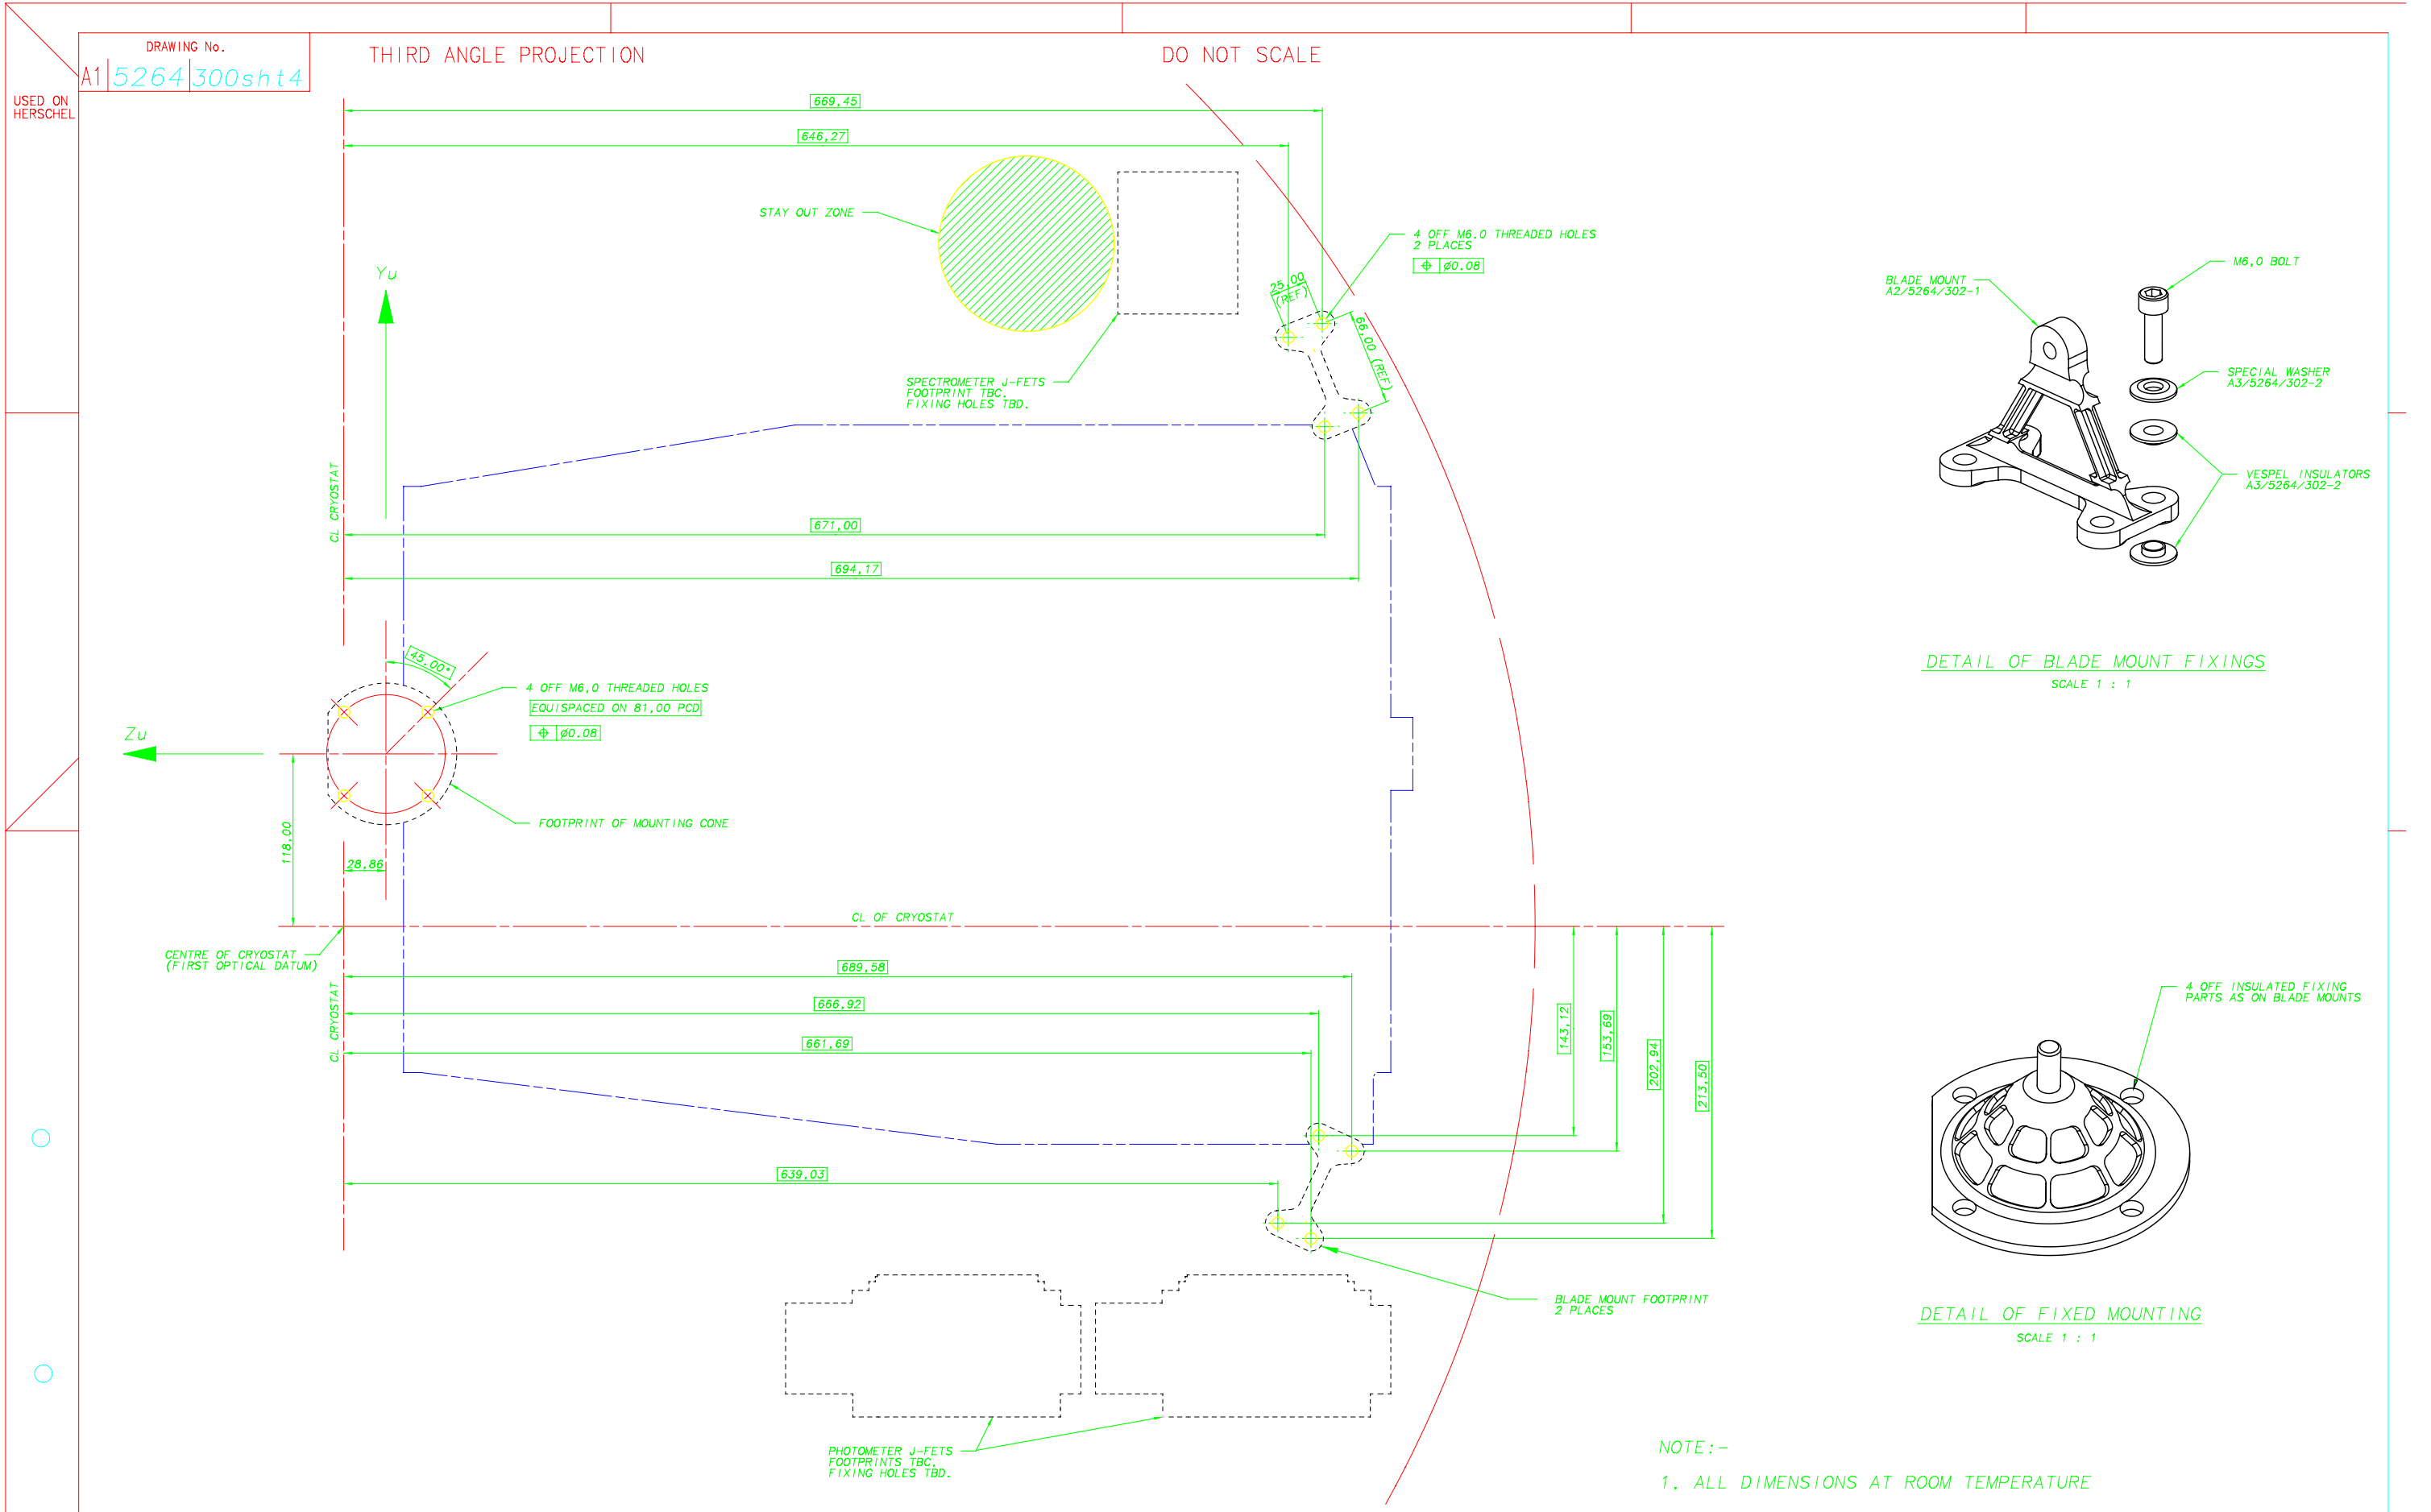 DRAWING No.
A1 5264 300sht4
THIRD ANGLE PROJECTION
DO NOT SCALE
USED ON
HERSCHEL
669,45
646,27
STAY OUT ZONE
4 OFF M6,0 THREADED HOLES
2 PLACES
⌖ ø0.08
Yu
25,00
(REF)
66,00 (REF)
SPECTROMETER J-FETS
FOOTPRINT TBC.
FIXING HOLES TBD.
BLADE MOUNT
A2/5264/302-1
M6,0 BOLT
SPECIAL WASHER
A3/5264/302-2
VESPEL INSULATORS
A3/5264/302-2
CL CRYOSTAT
671,00
694,17
45,00°
4 OFF M6,0 THREADED HOLES
EQUISPACED ON 81,00 PCD
⌖ ø0.08
DETAIL OF BLADE MOUNT FIXINGS
SCALE 1 : 1
Zu
FOOTPRINT OF MOUNTING CONE
118,00
28,86
CL OF CRYOSTAT
CENTRE OF CRYOSTAT
(FIRST OPTICAL DATUM)
CL CRYOSTAT
689,58
666,92
661,69
639,03
143,12
153,69
202,94
213,50
4 OFF INSULATED FIXING
PARTS AS ON BLADE MOUNTS
BLADE MOUNT FOOTPRINT
2 PLACES
DETAIL OF FIXED MOUNTING
SCALE 1 : 1
PHOTOMETER J-FETS
FOOTPRINTS TBC.
FIXING HOLES TBD.
NOTE:-
1. ALL DIMENSIONS AT ROOM TEMPERATURE